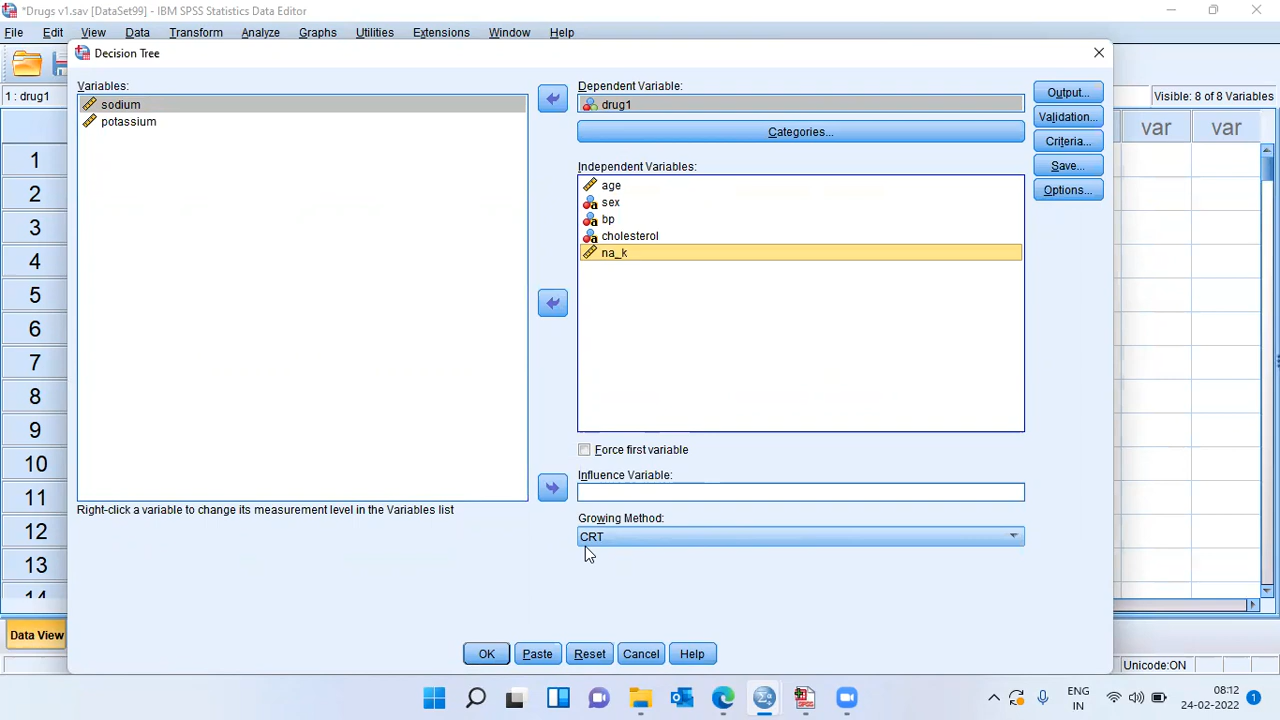 *Drugs v1.sav [DataSet99] - IBM SPSS Statistics Data Editor
File Edit View Data Transform Analyze Graphs Utilities Extensions Window Help
Decision Tree
Variables:
sodium
potassium
Right-click a variable to change its measurement level in the Variables list
Dependent Variable:
drug1
Categories...
Independent Variables:
age
sex
bp
cholesterol
na_k
Force first variable
Influence Variable:
Growing Method:
CRT
Output...
Validation...
Criteria...
Save...
Options...
OK Paste Reset Cancel Help
1 : drug1
Visible: 8 of 8 Variables
var var
1
2
3
4
5
6
7
8
9
10
11
12
13
14
Data View
Unicode:ON
SPSS
ENG
IN
08:12
24-02-2022
1